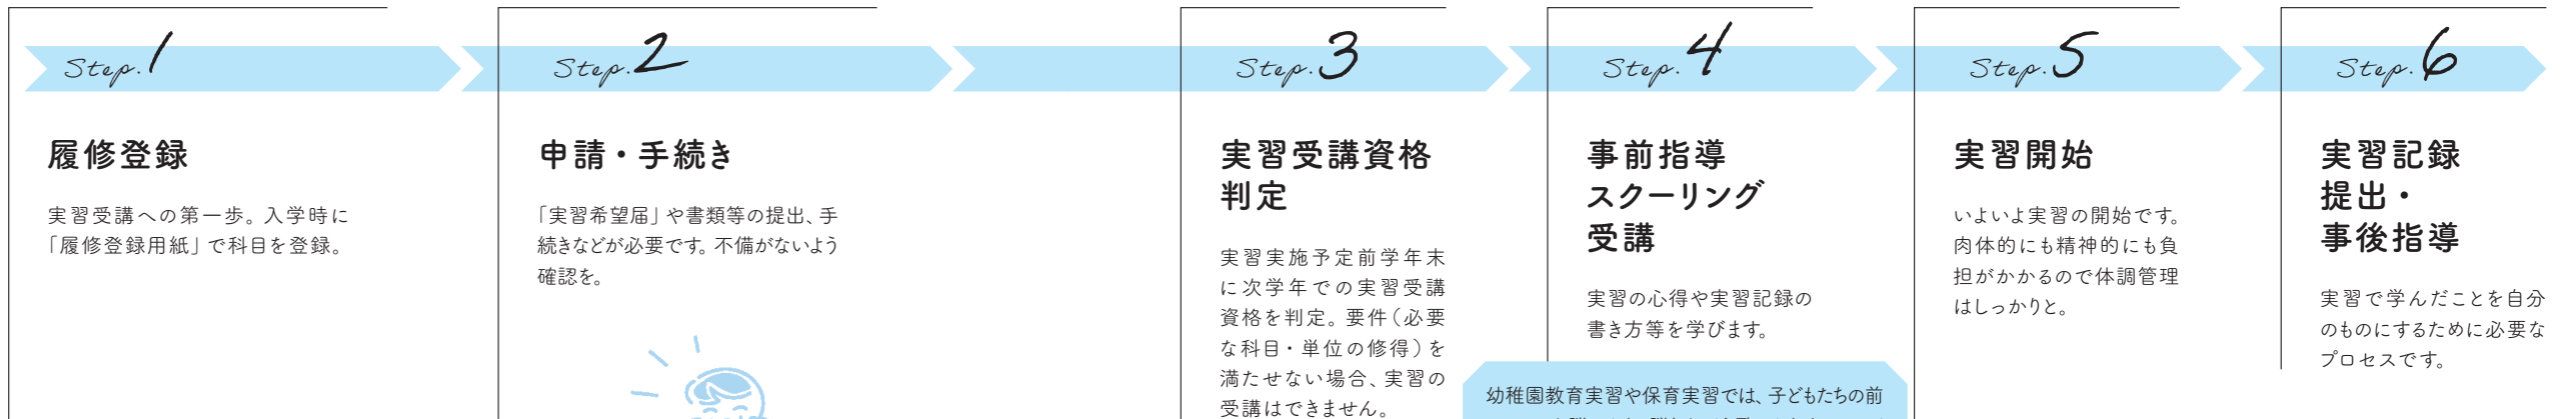 Step.1
履修登録
実習受講への第一歩。入学時に
「履修登録用紙」で科目を登録。
Step.2
申請・手続き
「実習希望届」や書類等の提出、手
続きなどが必要です。不備がないよう
確認を。
Step.3
実習受講資格
判定
実習実施予定前学年末
に次学年での実習受講
資格を判定。要件(必要
な科目・単位の修得)を
満たせない場合、実習の
受講はできません。
Step.4
事前指導
スクーリング
受講
実習の心得や実習記録の
書き方等を学びます。
幼稚園教育実習や保育実習では、子どもたちの前
Step.5
実習開始
いよいよ実習の開始です。
肉体的にも精神的にも負
担がかかるので体調管理
はしっかりと。
Step.6
実習記録
提出・
事後指導
実習で学んだことを自分
のものにするために必要な
プロセスです。